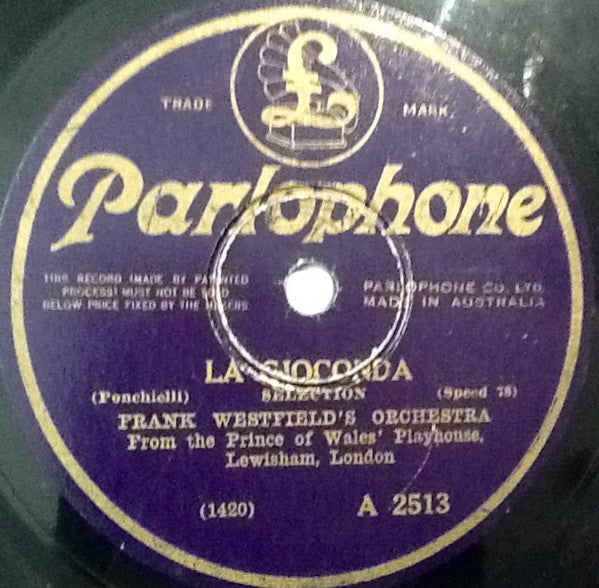 TRADE MARK.
Parlophone
THIS RECORD (MADE BY PATENTED
PROCESS) MUST NOT BE SOLD
BELOW PRICE FIXED BY THE MAKERS
PARLOPHONE CO. LTD.
MADE IN AUSTRALIA
LA GIOCONDA
(Ponchielli) SELECTION (Speed 78)
FRANK WESTFIELD'S ORCHESTRA
From the Prince of Wales' Playhouse,
Lewisham, London
(1420) A 2513